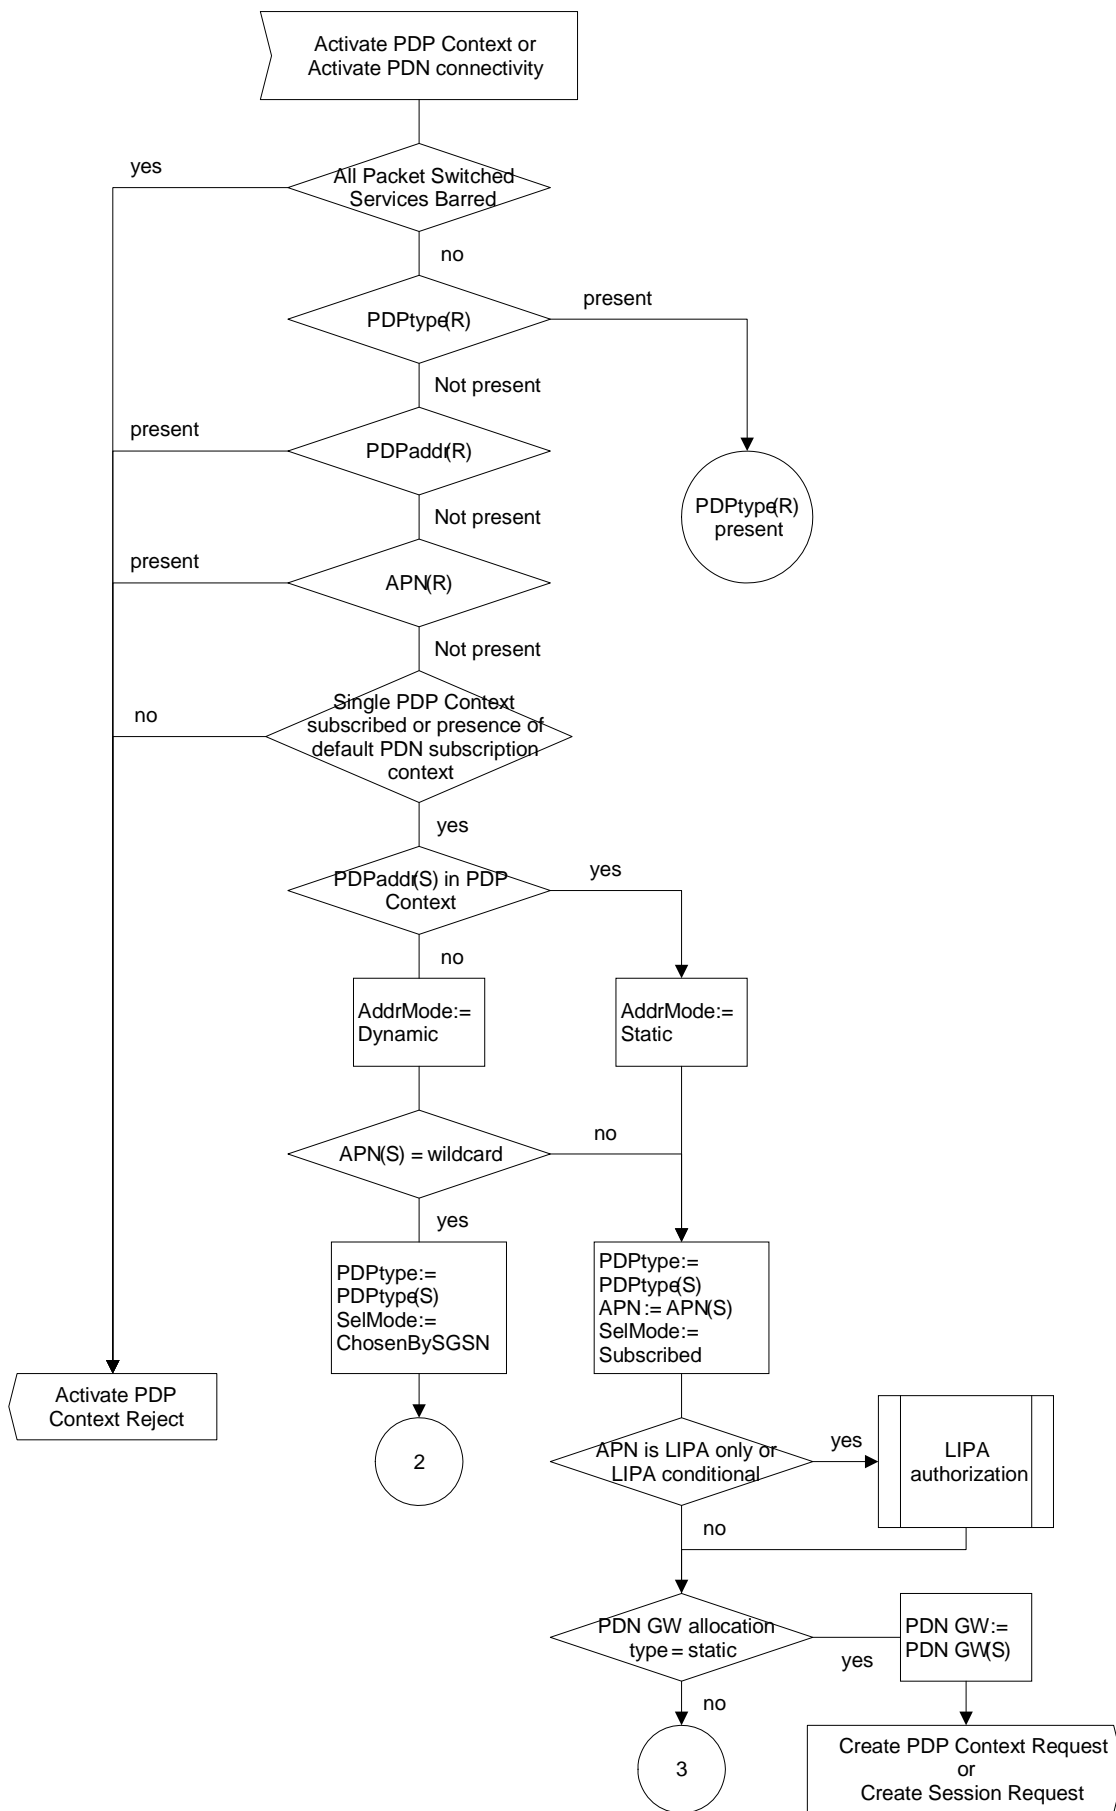 Activate PDP Context or
Activate PDN connectivity
yes
All Packet Switched
Services Barred
no
PDPtype(R)
present
Not present
present
PDPaddr(R)
PDPtype(R)
present
Not present
present
APN(R)
Not present
no
Single PDP Context
subscribed or presence of
default PDN subscription
context
yes
PDPaddr(S) in PDP
Context
yes
no
AddrMode:=
Dynamic
AddrMode:=
Static
APN(S) = wildcard
no
yes
PDPtype:=
PDPtype(S)
SelMode:=
ChosenBySGSN
PDPtype:=
PDPtype(S)
APN := APN(S)
SelMode:=
Subscribed
Activate PDP
Context Reject
2
APN is LIPA only or
LIPA conditional
yes
LIPA
authorization
no
PDN GW allocation
type = static
yes
PDN GW:=
PDN GW(S)
no
3
Create PDP Context Request
or
Create Session Request